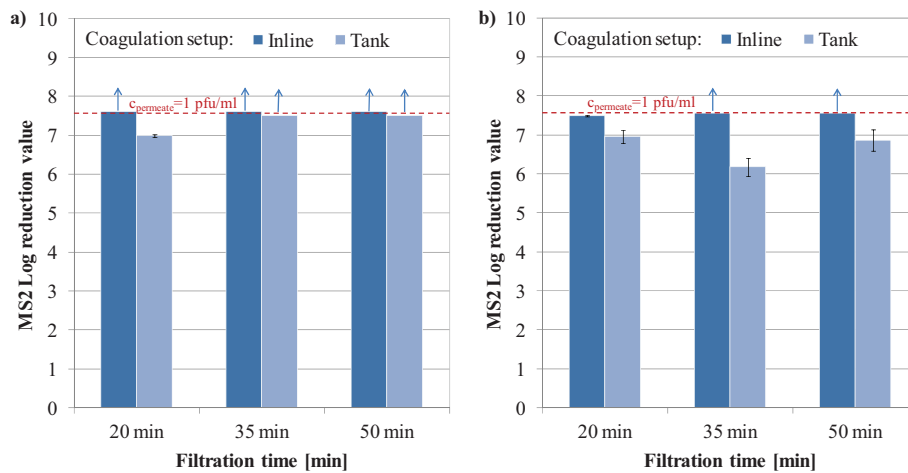 a)
Coagulation setup: Inline Tank
c_permeate=1 pfu/ml
MS2 Log reduction value
10
9
8
7
6
5
4
3
2
1
0
20 min 35 min 50 min
Filtration time [min]
b)
Coagulation setup: Inline Tank
c_permeate=1 pfu/ml
MS2 Log reduction value
10
9
8
7
6
5
4
3
2
1
0
20 min 35 min 50 min
Filtration time [min]